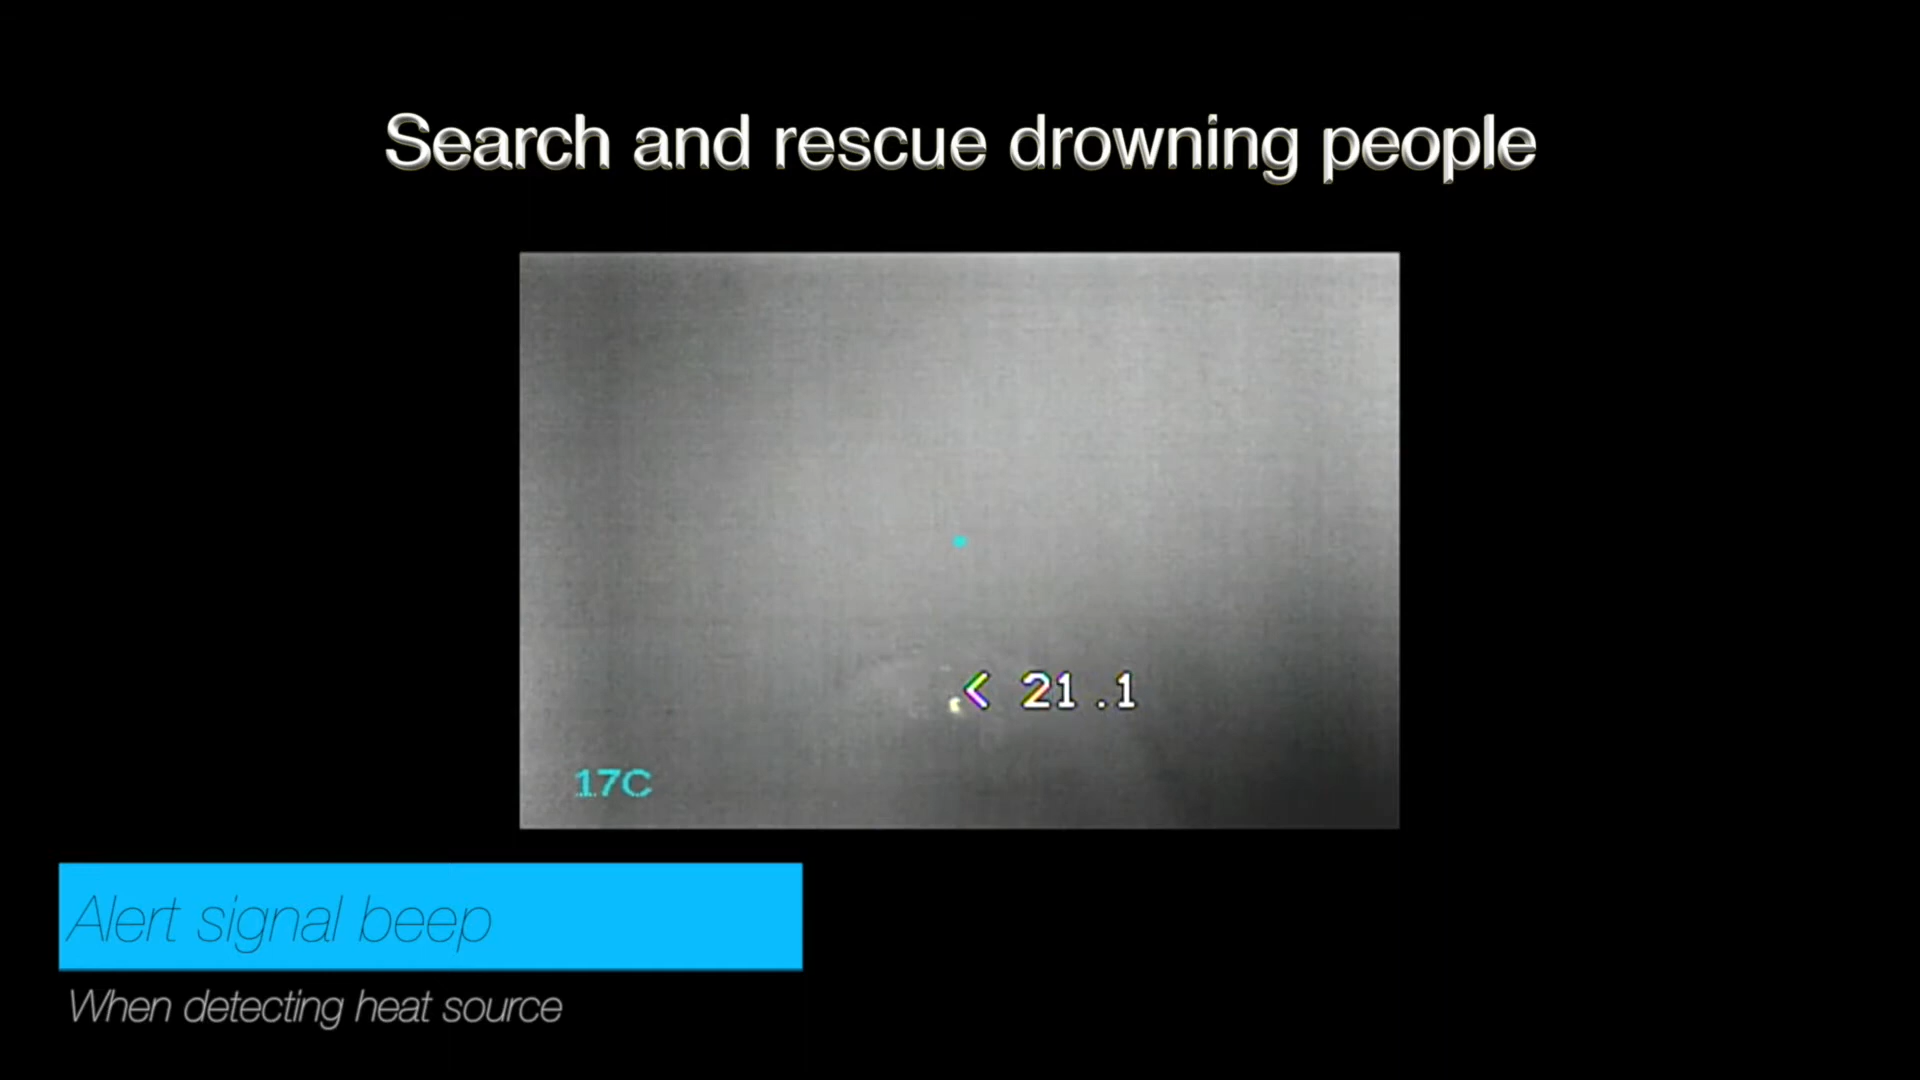 Search and rescue drowning people
< 21.1
17C
Alert signal beep
When detecting heat source